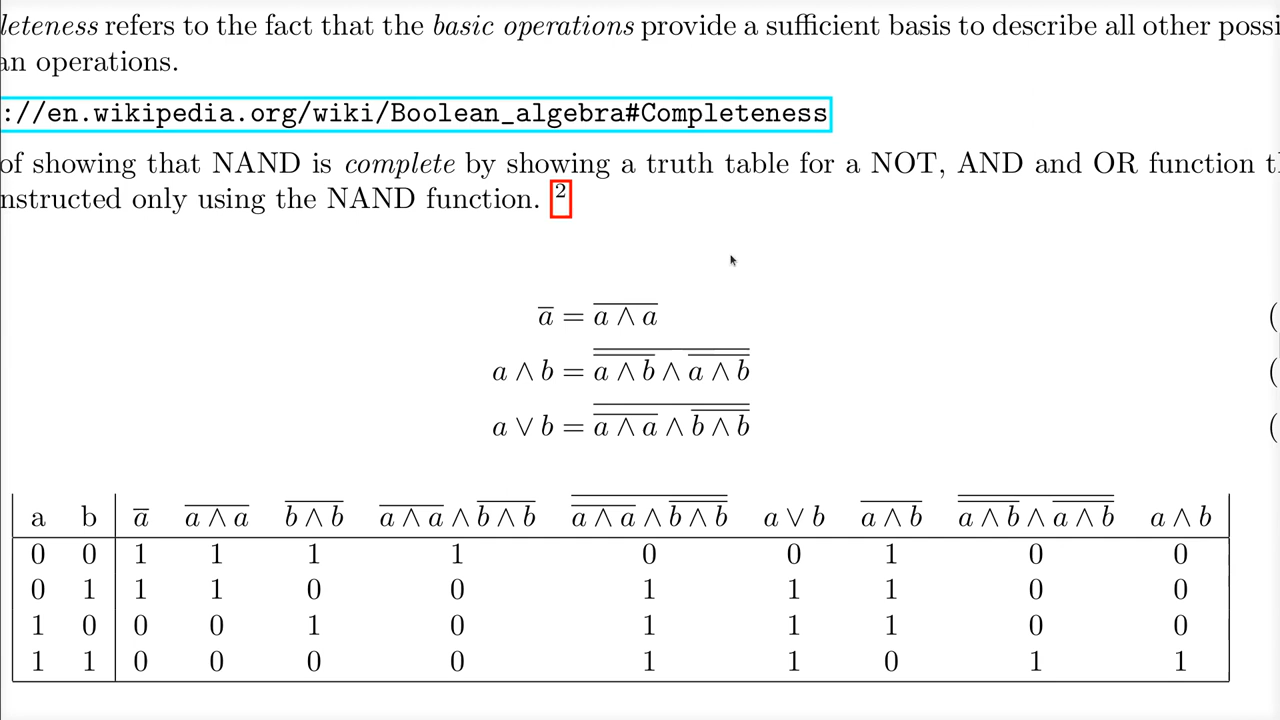 leteness refers to the fact that the basic operations provide a sufficient basis to describe all other possi
an operations.
://en.wikipedia.org/wiki/Boolean_algebra#Completeness
of showing that NAND is complete by showing a truth table for a NOT, AND and OR function t
nstructed only using the NAND function. 2
a̅ = \overline{a ∧ a} (
a ∧ b = \overline{\overline{a ∧ b} ∧ \overline{a ∧ b}} (
a ∨ b = \overline{\overline{a ∧ a} ∧ \overline{b ∧ b}} (
a b a̅ \overline{a ∧ a} \overline{b ∧ b} \overline{a ∧ a} ∧ \overline{b ∧ b} \overline{\overline{a ∧ a} ∧ \overline{b ∧ b}} a ∨ b \overline{a ∧ b} \overline{\overline{a ∧ b} ∧ \overline{a ∧ b}} a ∧ b
0 0 1 1 1 1 0 0 1 0 0
0 1 1 1 0 0 1 1 1 0 0
1 0 0 0 1 0 1 1 1 0 0
1 1 0 0 0 0 1 1 0 1 1